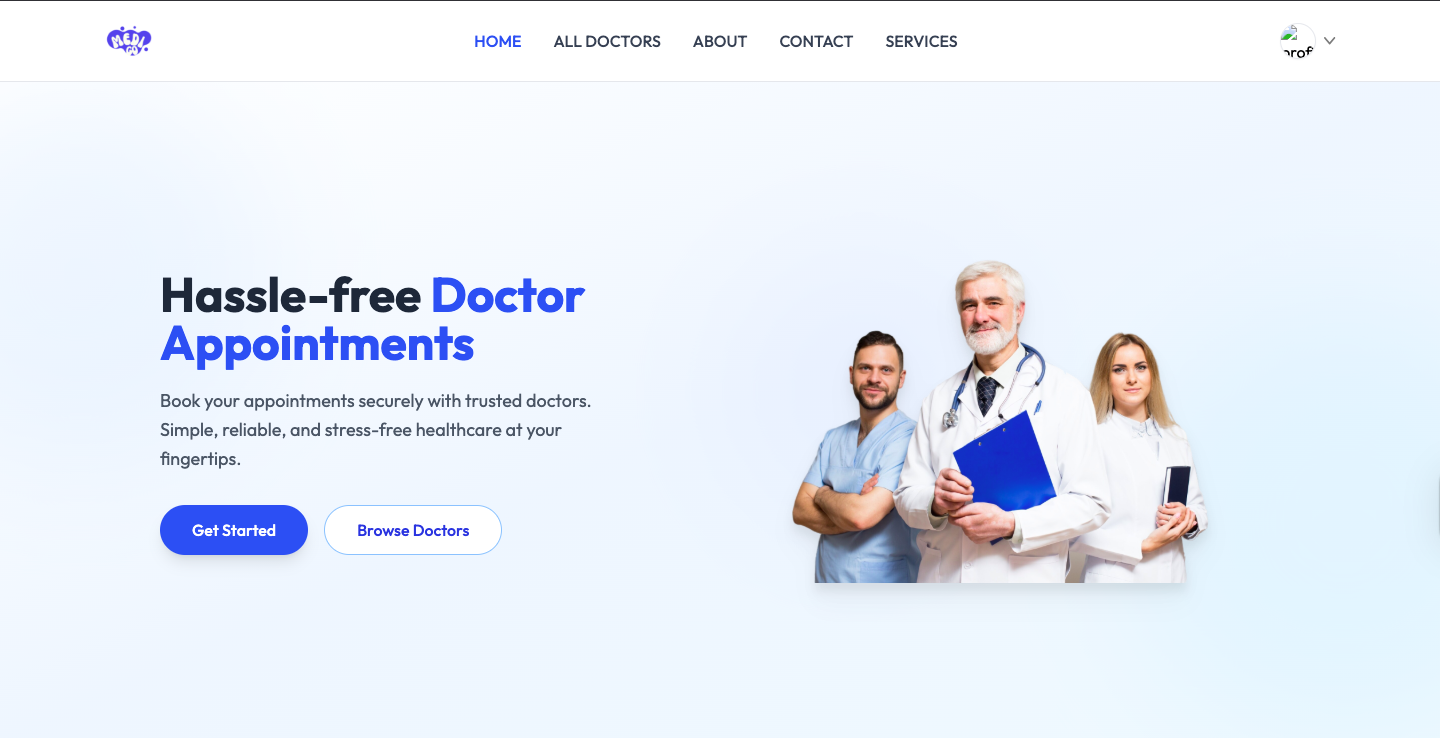 MEDI
GO
HOME
ALL DOCTORS
ABOUT
CONTACT
SERVICES
prof
Hassle-free Doctor
Appointments
Book your appointments securely with trusted doctors.
Simple, reliable, and stress-free healthcare at your
fingertips.
Get Started
Browse Doctors